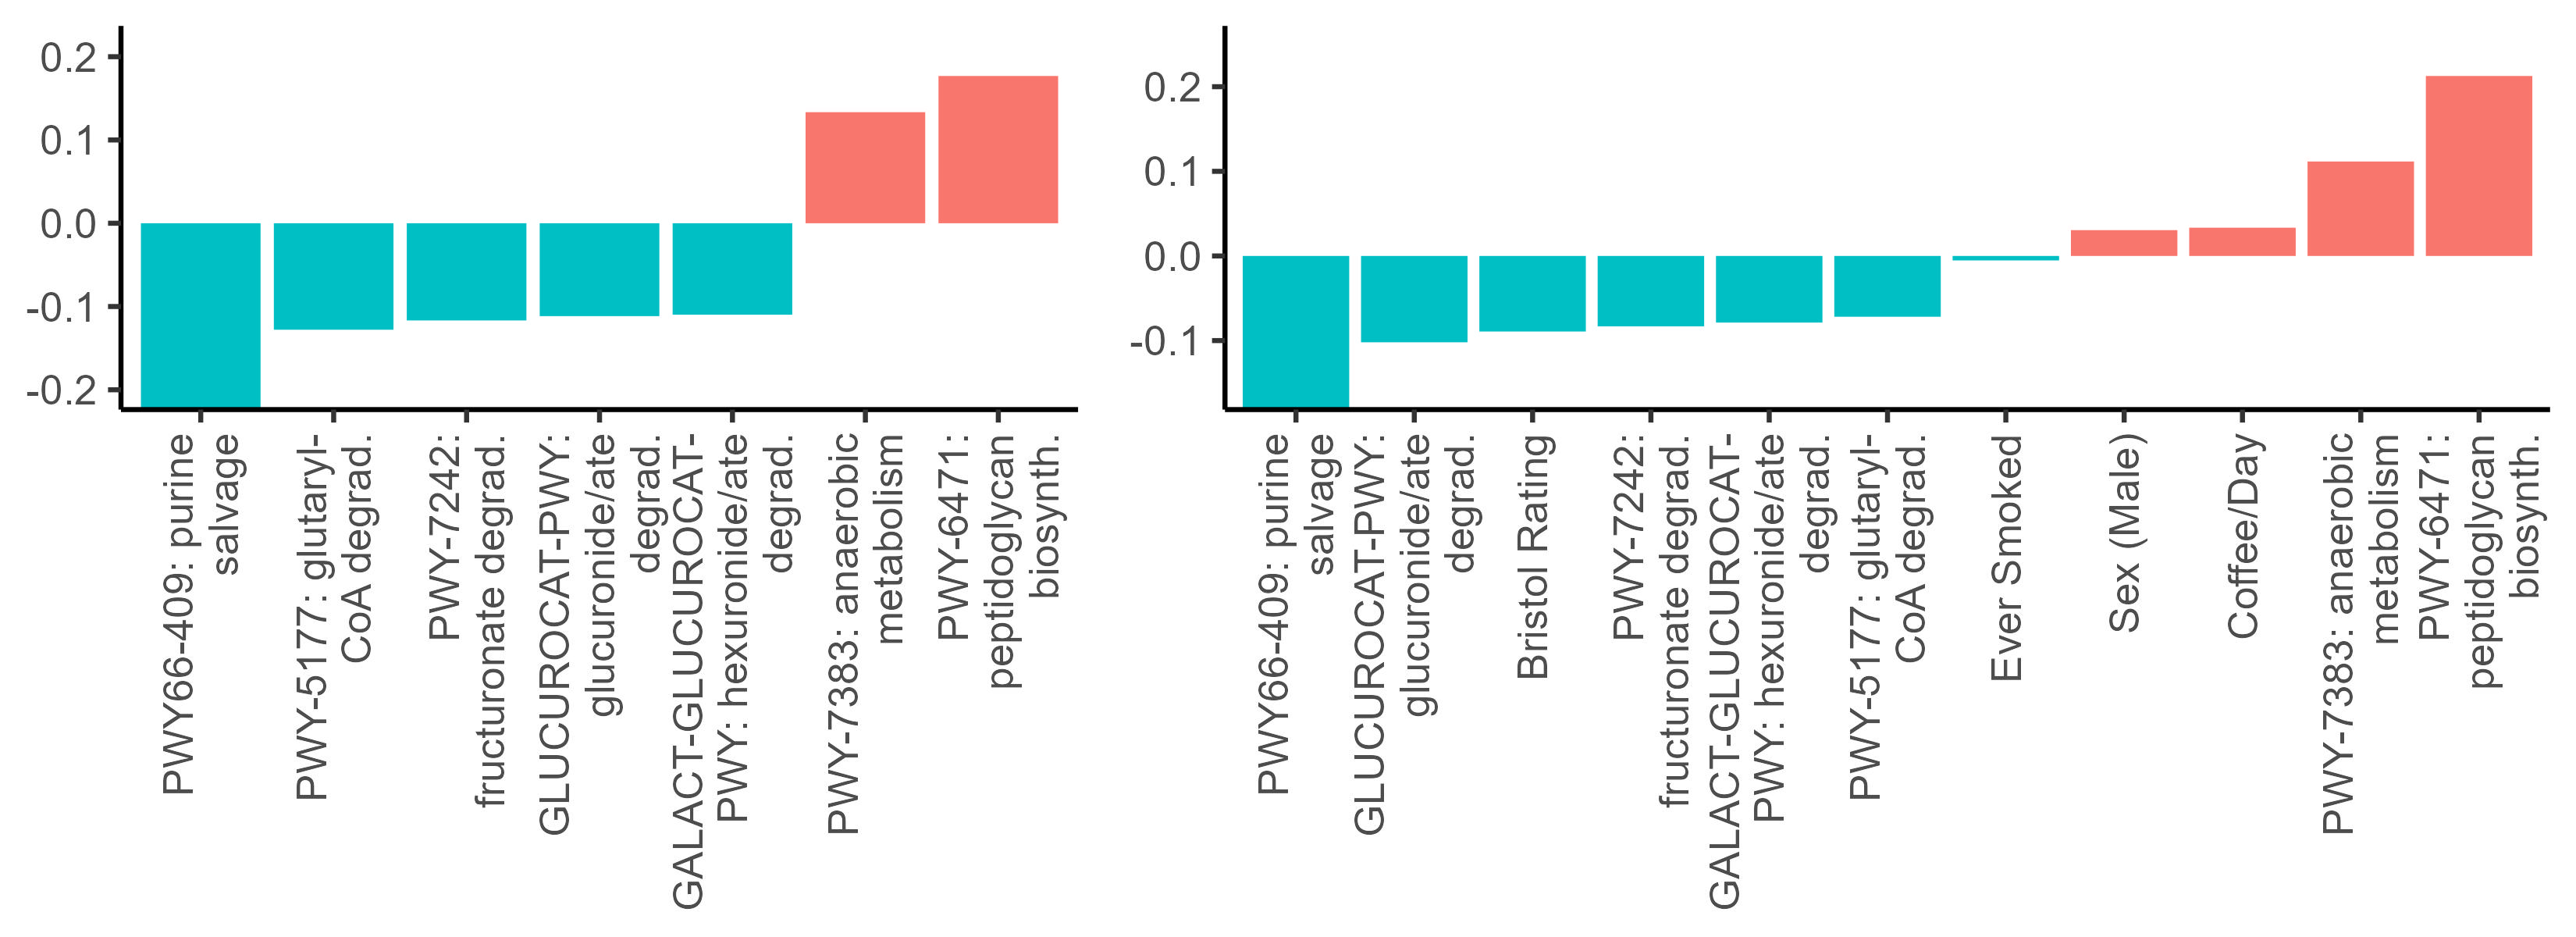 0.2
0.1
0.0
-0.1
-0.2
PWY66-409: purine
salvage
PWY-5177: glutaryl-
CoA degrad.
PWY-7242:
fructuronate degrad.
GLUCUROCAT-PWY:
glucuronide/ate
degrad.
GALACT-GLUCUROCAT-
PWY: hexuronide/ate
degrad.
PWY-7383: anaerobic
metabolism
PWY-6471:
peptidoglycan
biosynth.
0.2
0.1
0.0
-0.1
PWY66-409: purine
salvage
GLUCUROCAT-PWY:
glucuronide/ate
degrad.
Bristol Rating
PWY-7242:
fructuronate degrad.
GALACT-GLUCUROCAT-
PWY: hexuronide/ate
degrad.
PWY-5177: glutaryl-
CoA degrad.
Ever Smoked
Sex (Male)
Coffee/Day
PWY-7383: anaerobic
metabolism
PWY-6471:
peptidoglycan
biosynth.